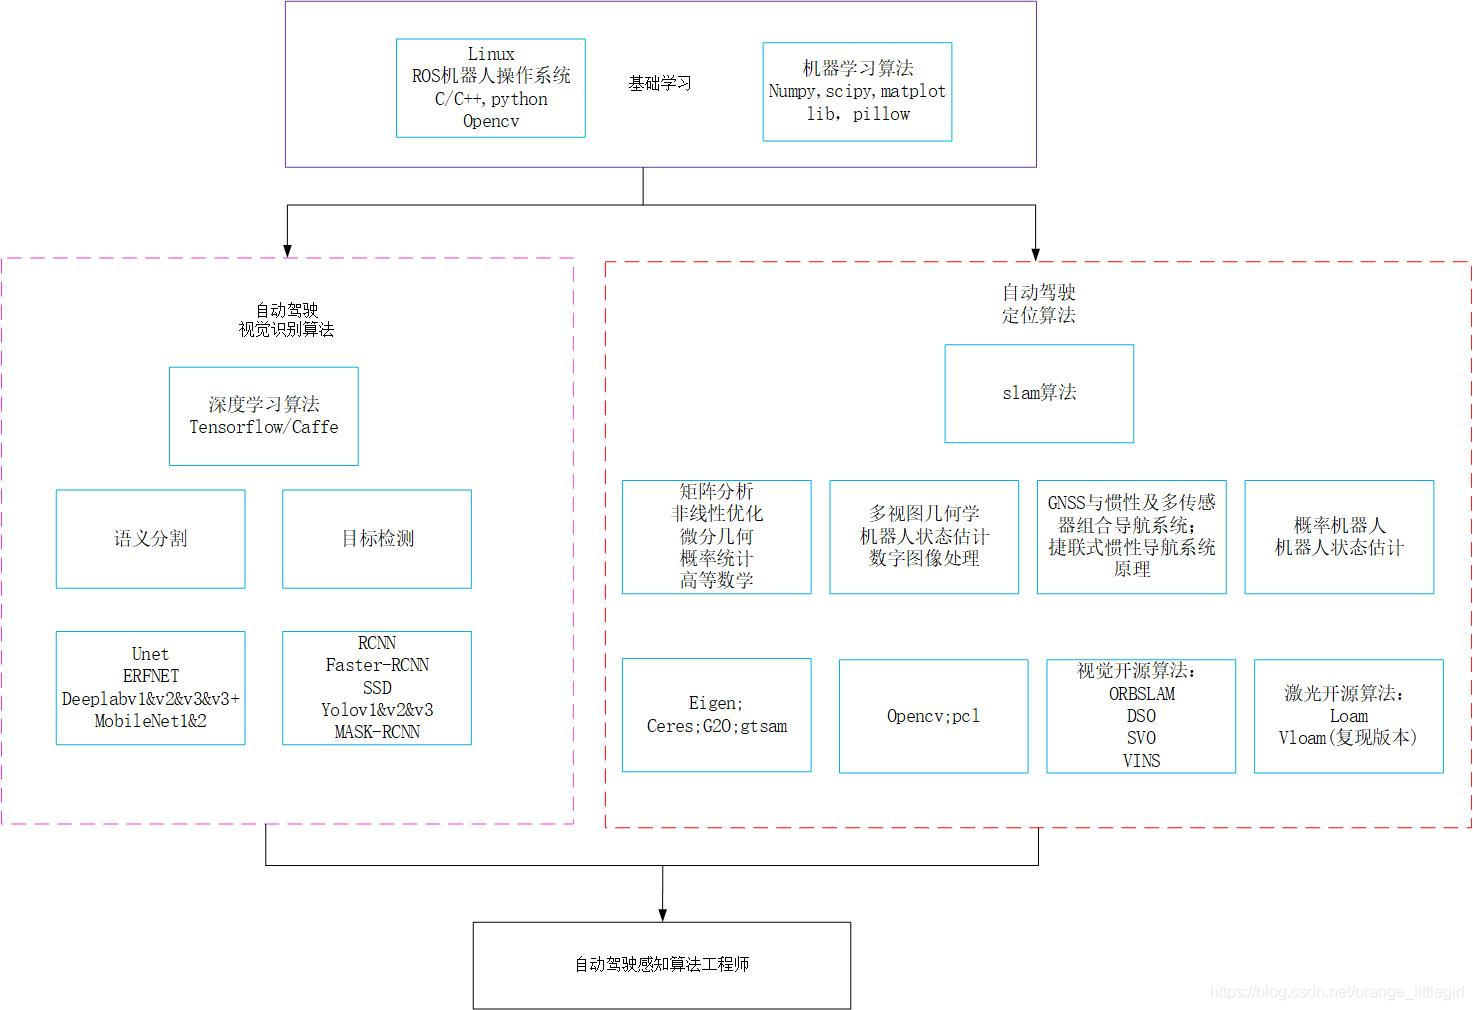 Linux
ROS机器人操作系统
C/C++,python
Opencv
基础学习
机器学习算法
Numpy,scipy,matplot
lib, pillow
自动驾驶
视觉识别算法
深度学习算法
Tensorflow/Caffe
语义分割
目标检测
Unet
ERFNET
Deeplabv1&v2&v3&v3+
MobileNet1&2
RCNN
Faster-RCNN
SSD
Yolov1&v2&v3
MASK-RCNN
自动驾驶
定位算法
slam算法
矩阵分析
非线性优化
微分几何
概率统计
高等数学
多视图几何学
机器人状态估计
数字图像处理
GNSS与惯性及多传感
器组合导航系统;
捷联式惯性导航系统
原理
概率机器人
机器人状态估计
Eigen;
Ceres;G2O;gtsam
Opencv;pcl
视觉开源算法:
ORBSLAM
DSO
SVO
VINS
激光开源算法:
Loam
Vloam(复现版本)
自动驾驶感知算法工程师
https://blog.csdn.net/orange_littlegirl